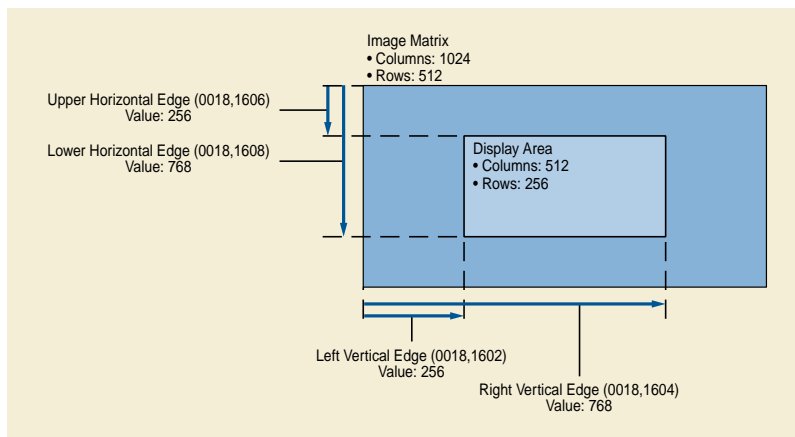 Image Matrix
• Columns: 1024
• Rows: 512
Upper Horizontal Edge (0018,1606)
Value: 256
Lower Horizontal Edge (0018,1608)
Value: 768
Display Area
• Columns: 512
• Rows: 256
Left Vertical Edge (0018,1602)
Value: 256
Right Vertical Edge (0018,1604)
Value: 768